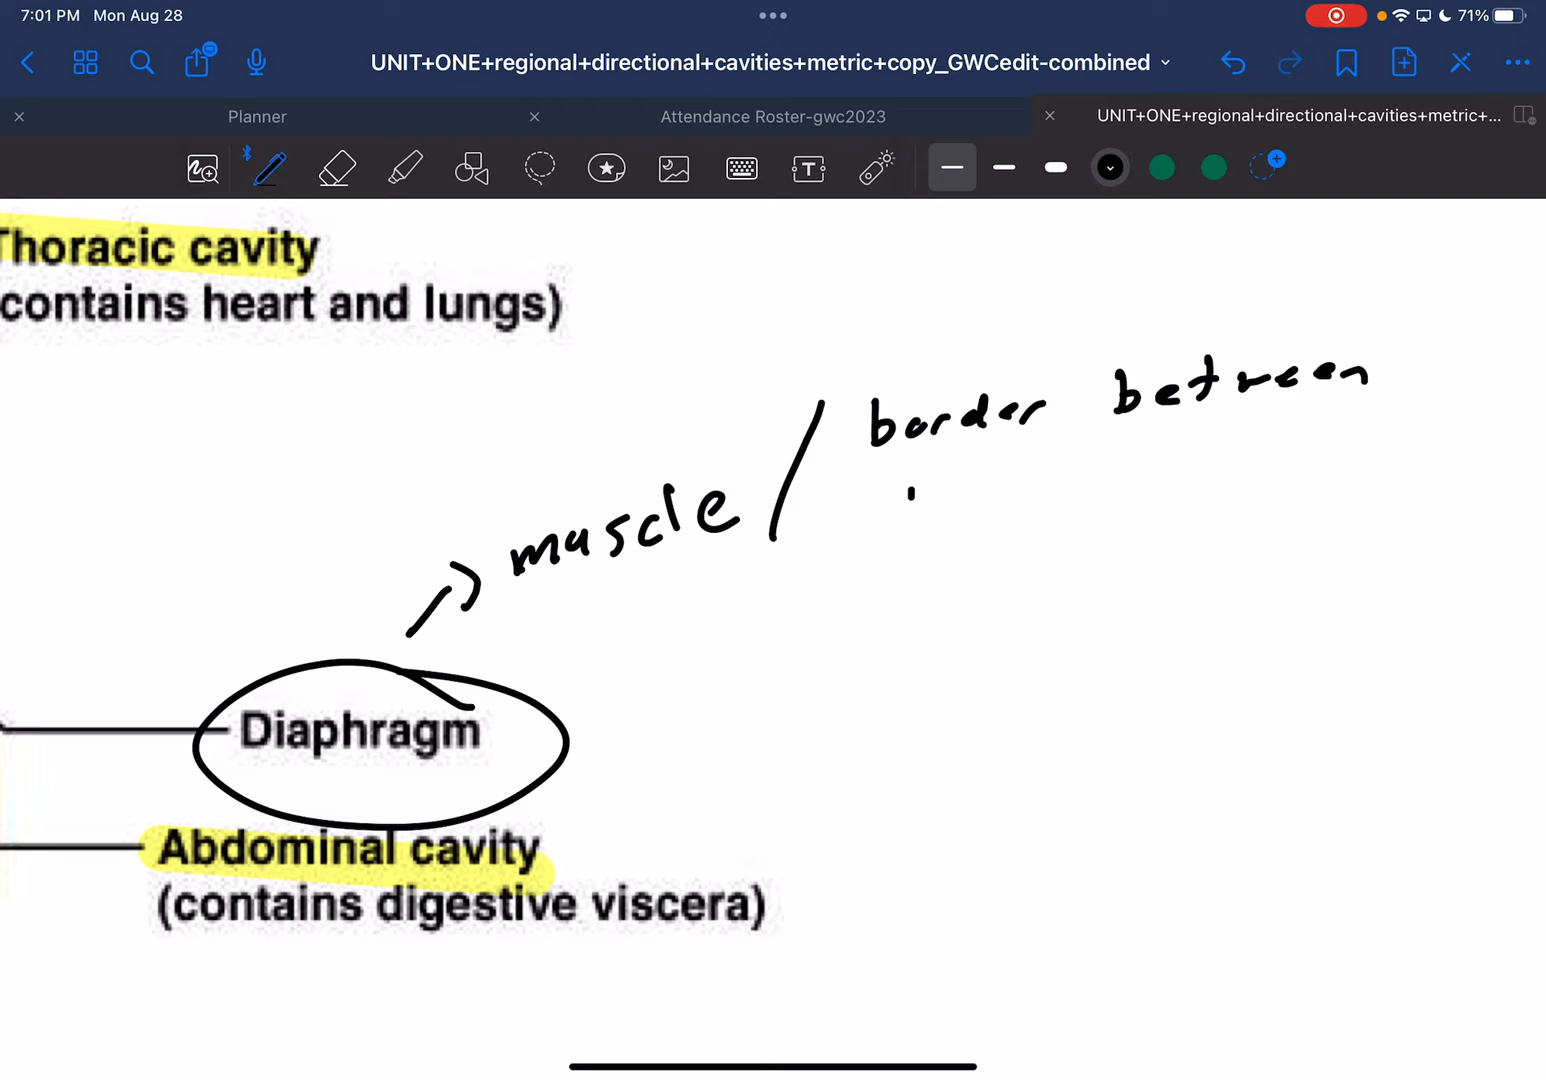 7:01 PM Mon Aug 28
71%
UNIT+ONE+regional+directional+cavities+metric+copy_GWCedit-combined
Planner
Attendance Roster-gwc2023
UNIT+ONE+regional+directional+cavities+metric+...
Thoracic cavity
(contains heart and lungs)
border between
muscle /
Diaphragm
Abdominal cavity
(contains digestive viscera)